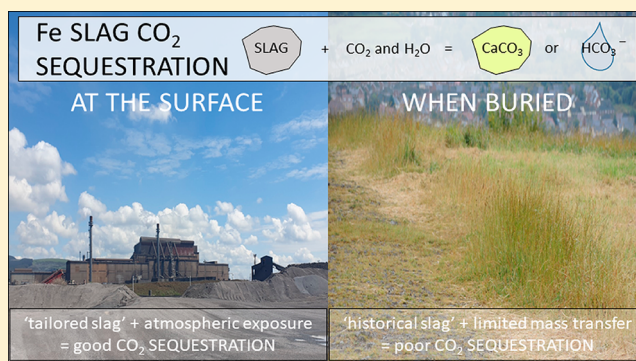 Fe SLAG CO₂
SEQUESTRATION
SLAG + CO₂ and H₂O = CaCO₃ or HCO₃⁻
AT THE SURFACE
WHEN BURIED
'tailored slag' + atmospheric exposure
= good CO₂ SEQUESTRATION
'historical slag' + limited mass transfer
= poor CO₂ SEQUESTRATION